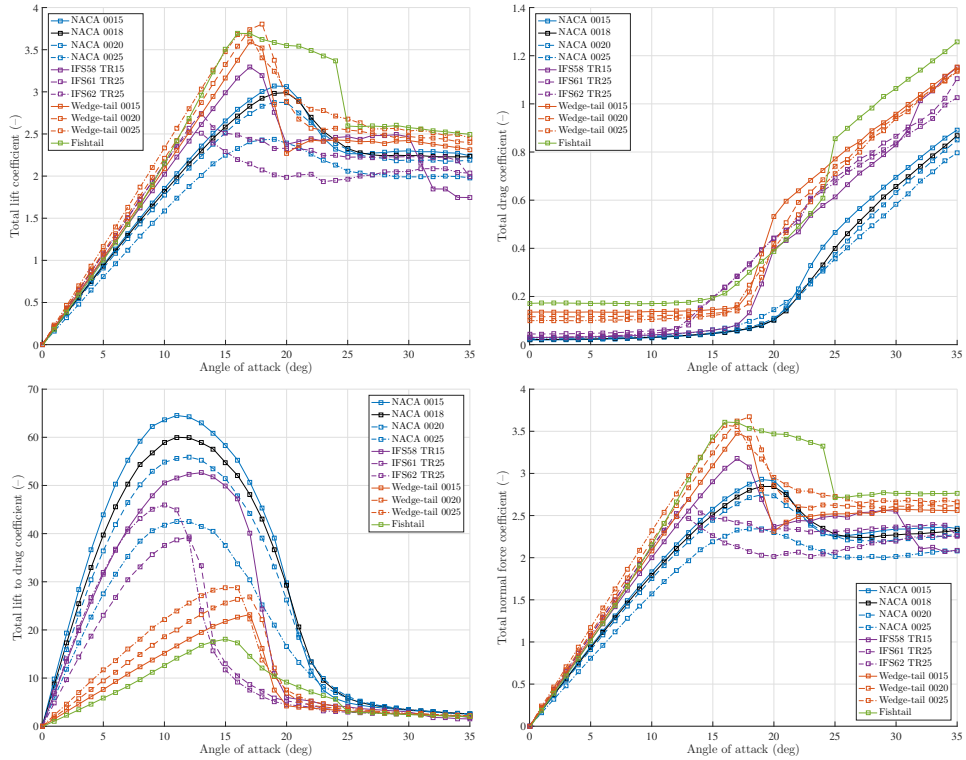 4
3.5
3
2.5
2
1.5
1
0.5
0
Total lift coefficient (−)
NACA 0015
NACA 0018
NACA 0020
NACA 0025
IFS58 TR15
IFS61 TR25
IFS62 TR25
Wedge-tail 0015
Wedge-tail 0020
Wedge-tail 0025
Fishtail
0 5 10 15 20 25 30 35
Angle of attack (deg)
1.4
1.2
1
0.8
0.6
0.4
0.2
0
Total drag coefficient (−)
NACA 0015
NACA 0018
NACA 0020
NACA 0025
IFS58 TR15
IFS61 TR25
IFS62 TR25
Wedge-tail 0015
Wedge-tail 0020
Wedge-tail 0025
Fishtail
0 5 10 15 20 25 30 35
Angle of attack (deg)
70
60
50
40
30
20
10
0
Total lift to drag coefficient (−)
NACA 0015
NACA 0018
NACA 0020
NACA 0025
IFS58 TR15
IFS61 TR25
IFS62 TR25
Wedge-tail 0015
Wedge-tail 0020
Wedge-tail 0025
Fishtail
0 5 10 15 20 25 30 35
Angle of attack (deg)
4
3.5
3
2.5
2
1.5
1
0.5
0
Total normal force coefficient (−)
NACA 0015
NACA 0018
NACA 0020
NACA 0025
IFS58 TR15
IFS61 TR25
IFS62 TR25
Wedge-tail 0015
Wedge-tail 0020
Wedge-tail 0025
Fishtail
0 5 10 15 20 25 30 35
Angle of attack (deg)